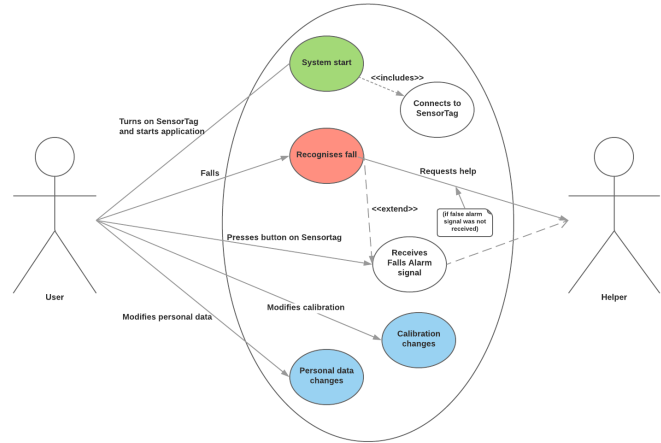 System start
<<includes>>
Connects to
SensorTag
Turns on SensorTag
and starts application
Recognises fall
Falls
Requests help
<<extend>>
(if false alarm
signal was not
received)
Presses button on Sensortag
Receives
Falls Alarm
signal
User
Helper
Modifies calibration
Modifies personal data
Calibration
changes
Personal data
changes